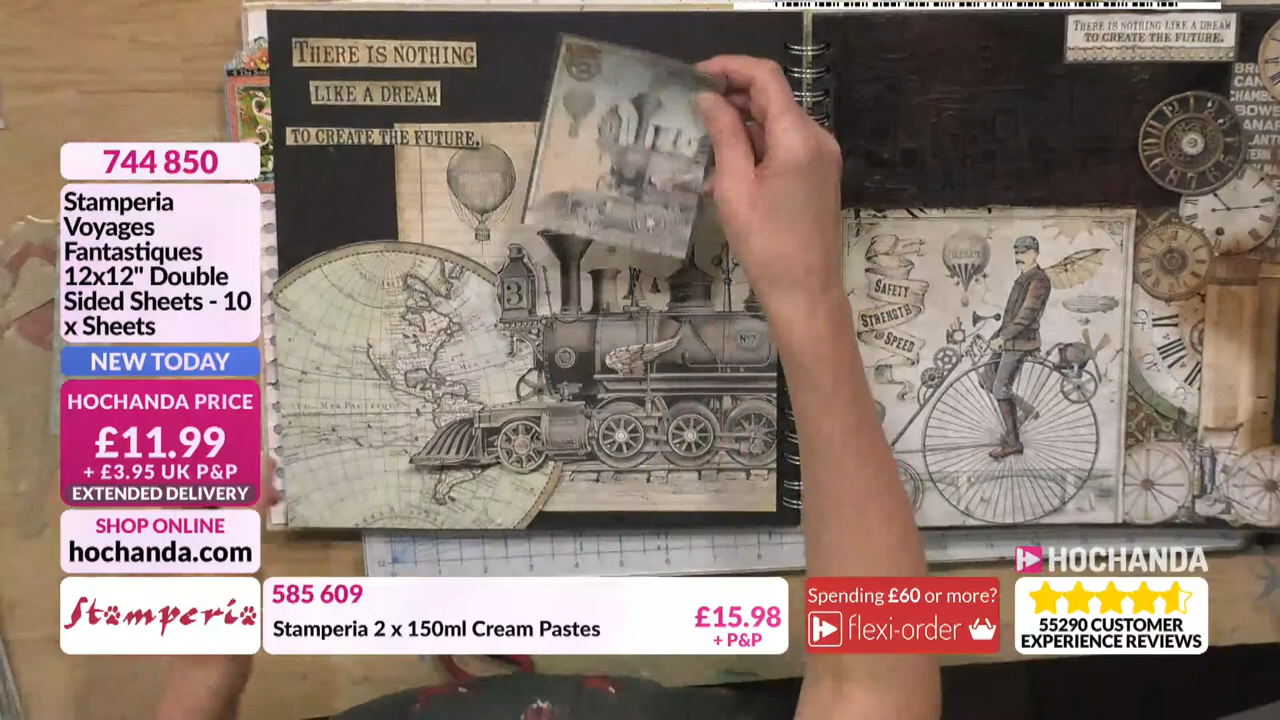 744 850
Stamperia
Voyages
Fantastiques
12x12" Double
Sided Sheets - 10
x Sheets
NEW TODAY
HOCHANDA PRICE
£11.99
+ £3.95 UK P&P
EXTENDED DELIVERY
SHOP ONLINE
hochanda.com
Stamperia
585 609
Stamperia 2 x 150ml Cream Pastes
£15.98
+ P&P
Spending £60 or more?
flexi-order
HOCHANDA
55290 CUSTOMER
EXPERIENCE REVIEWS
THERE IS NOTHING
LIKE A DREAM
TO CREATE THE FUTURE.
3
Nº7
THERE IS NOTHING LIKE A DREAM
TO CREATE THE FUTURE.
SAFETY
STRENGTH
& SPEED